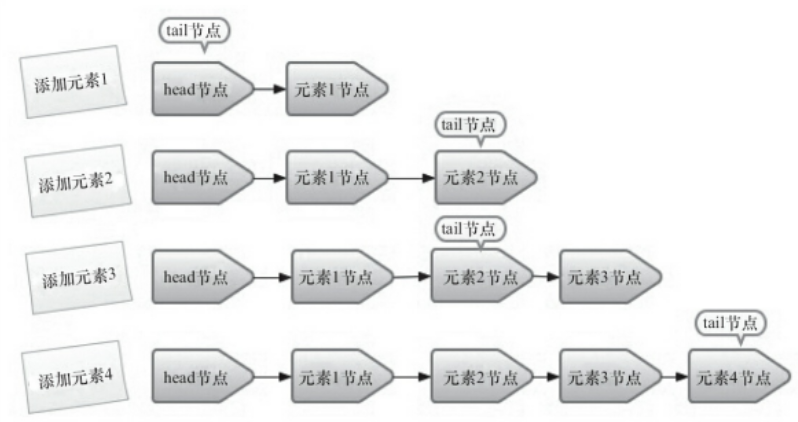 tail节点
添加元素1
head节点
元素1节点
tail节点
添加元素2
head节点
元素1节点
元素2节点
tail节点
添加元素3
head节点
元素1节点
元素2节点
元素3节点
tail节点
添加元素4
head节点
元素1节点
元素2节点
元素3节点
元素4节点